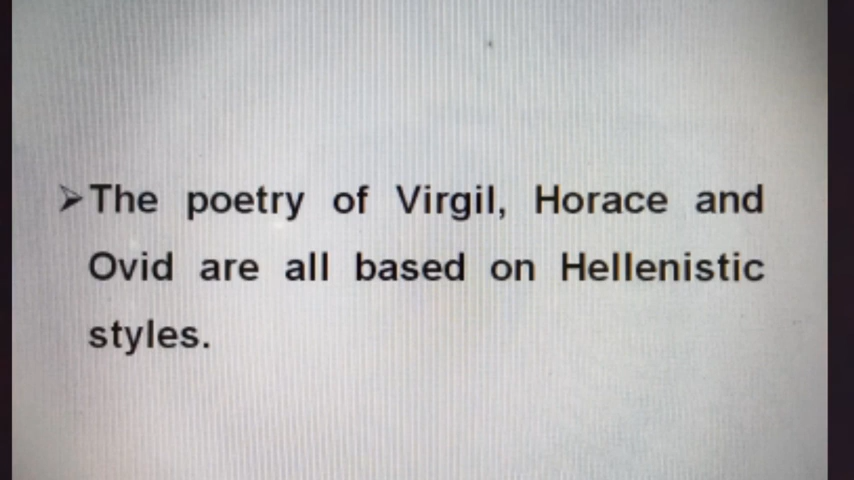 ➢The poetry of Virgil, Horace and
Ovid are all based on Hellenistic
styles.